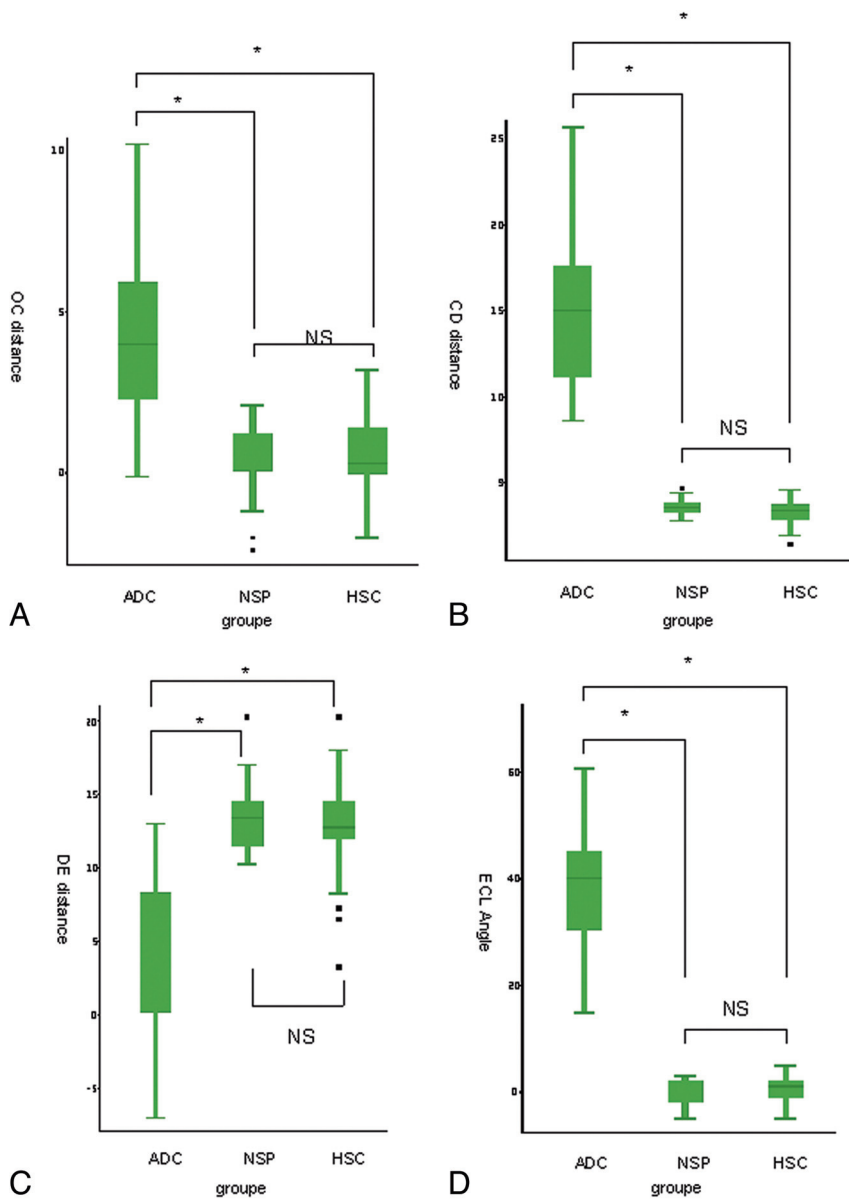 *
*
10
5
0
OC distance
NS
ADC NSP HSC
groupe
A
*
*
25
20
15
10
5
CD distance
NS
ADC NSP HSC
groupe
B
*
*
20
15
10
5
0
-5
DE distance
NS
ADC NSP HSC
groupe
C
*
*
60
40
20
0
ECL Angle
NS
ADC NSP HSC
groupe
D